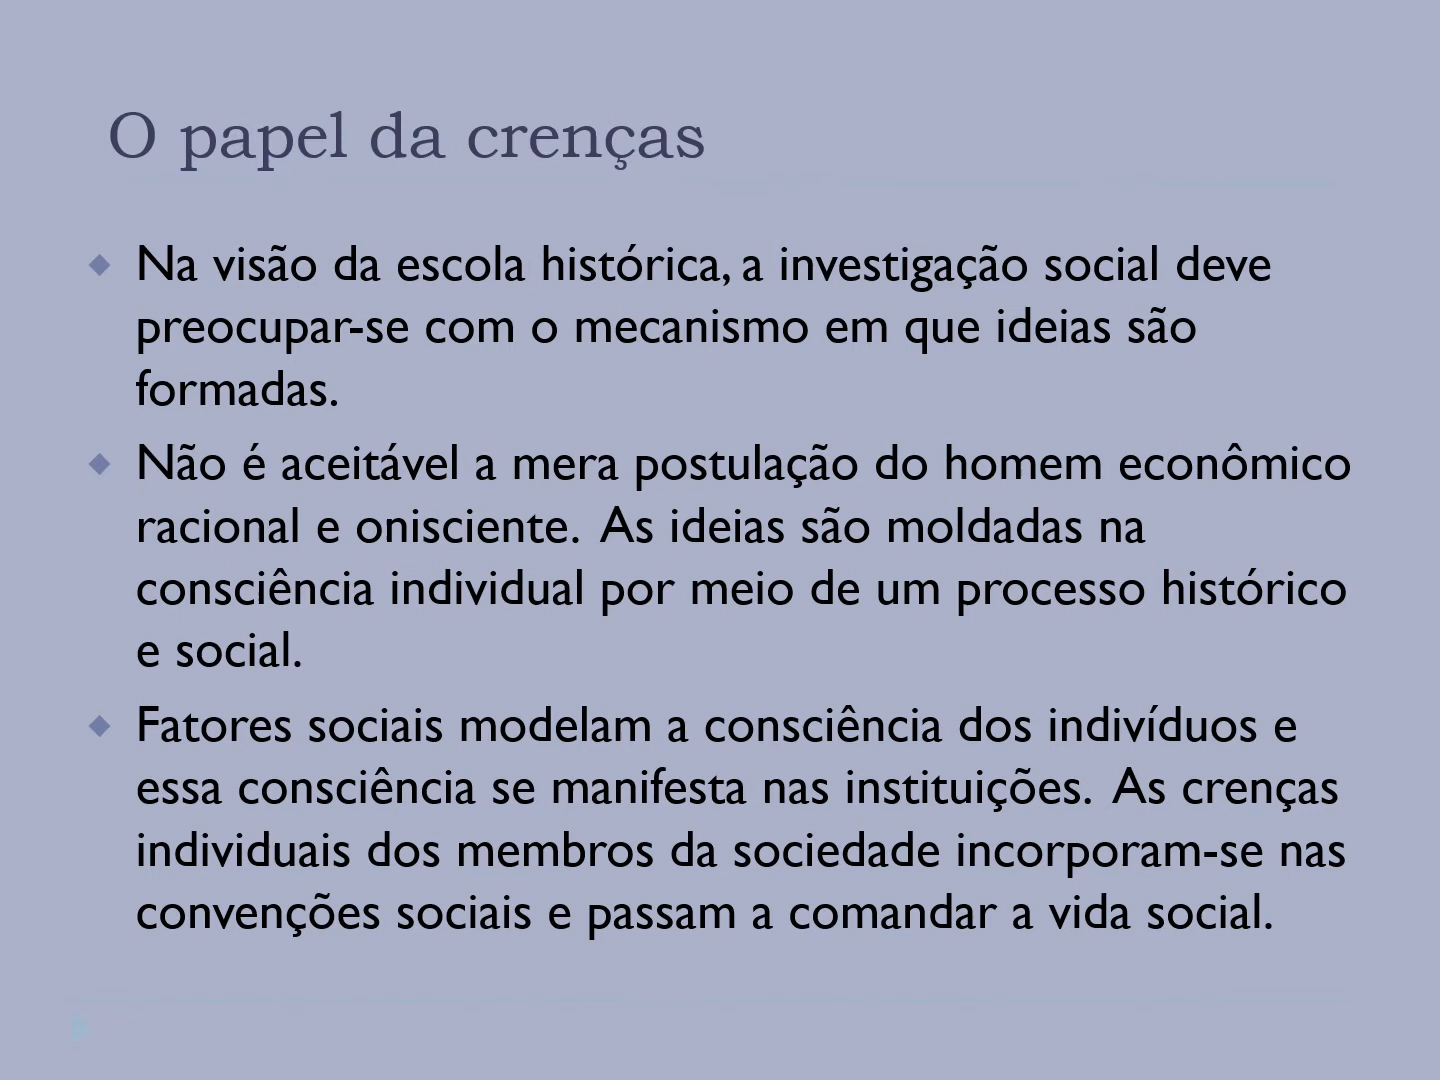 O papel da crenças
Na visão da escola histórica, a investigação social deve
preocupar-se com o mecanismo em que ideias são
formadas.
Não é aceitável a mera postulação do homem econômico
racional e onisciente. As ideias são moldadas na
consciência individual por meio de um processo histórico
e social.
Fatores sociais modelam a consciência dos indivíduos e
essa consciência se manifesta nas instituições. As crenças
individuais dos membros da sociedade incorporam-se nas
convenções sociais e passam a comandar a vida social.